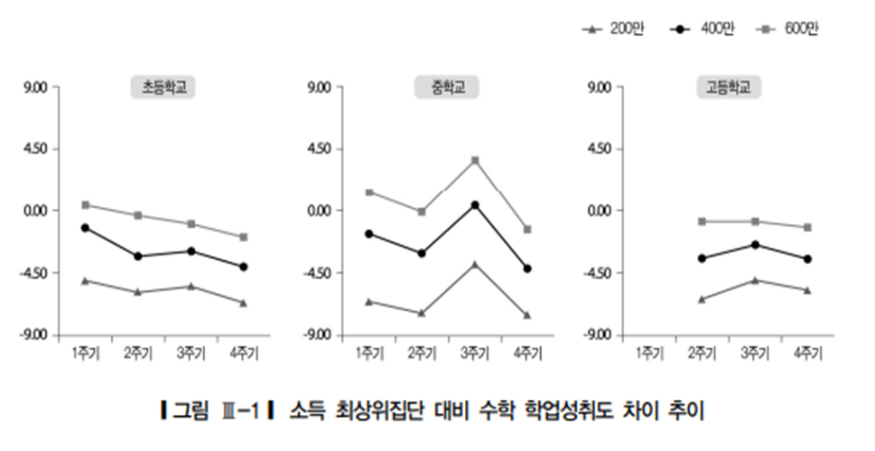 200만 400만 600만
초등학교 중학교 고등학교
9.00 9.00 9.00
4.50 4.50 4.50
0.00 0.00 0.00
-4.50 -4.50 -4.50
-9.00 -9.00 -9.00
1주기 2주기 3주기 4주기 1주기 2주기 3주기 4주기 1주기 2주기 3주기 4주기
┃그림 Ⅲ-1┃ 소득 최상위집단 대비 수학 학업성취도 차이 추이